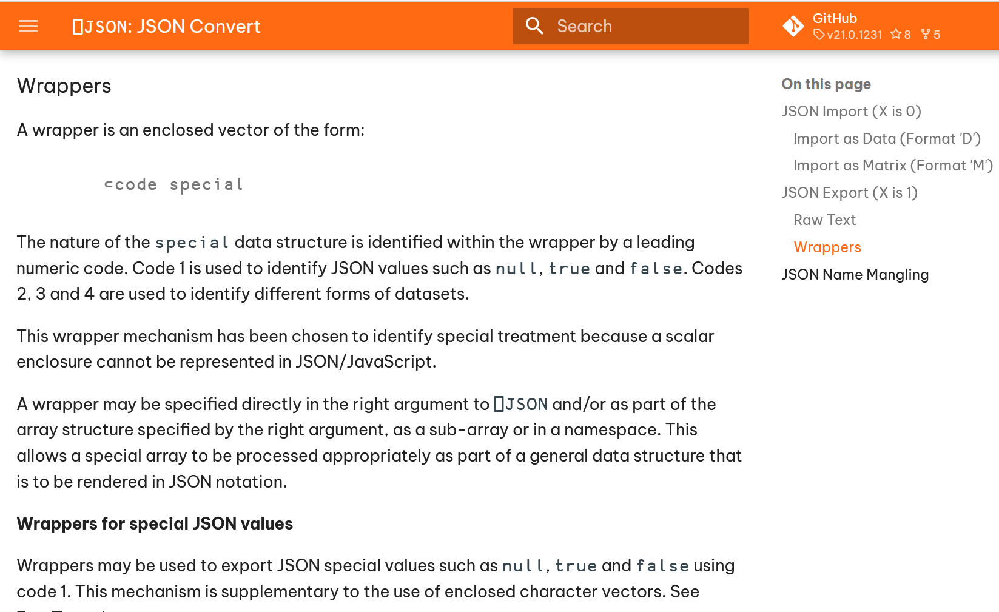 ⎕JSON: JSON Convert
Search
GitHub
v21.0.1231 8 5
Wrappers
A wrapper is an enclosed vector of the form:
⊂code special
The nature of the special data structure is identified within the wrapper by a leading
numeric code. Code 1 is used to identify JSON values such as null, true and false. Codes
2, 3 and 4 are used to identify different forms of datasets.
This wrapper mechanism has been chosen to identify special treatment because a scalar
enclosure cannot be represented in JSON/JavaScript.
A wrapper may be specified directly in the right argument to ⎕JSON and/or as part of the
array structure specified by the right argument, as a sub-array or in a namespace. This
allows a special array to be processed appropriately as part of a general data structure that
is to be rendered in JSON notation.
Wrappers for special JSON values
Wrappers may be used to export JSON special values such as null, true and false using
code 1. This mechanism is supplementary to the use of enclosed character vectors. See
On this page
JSON Import (X is 0)
Import as Data (Format 'D')
Import as Matrix (Format 'M')
JSON Export (X is 1)
Raw Text
Wrappers
JSON Name Mangling